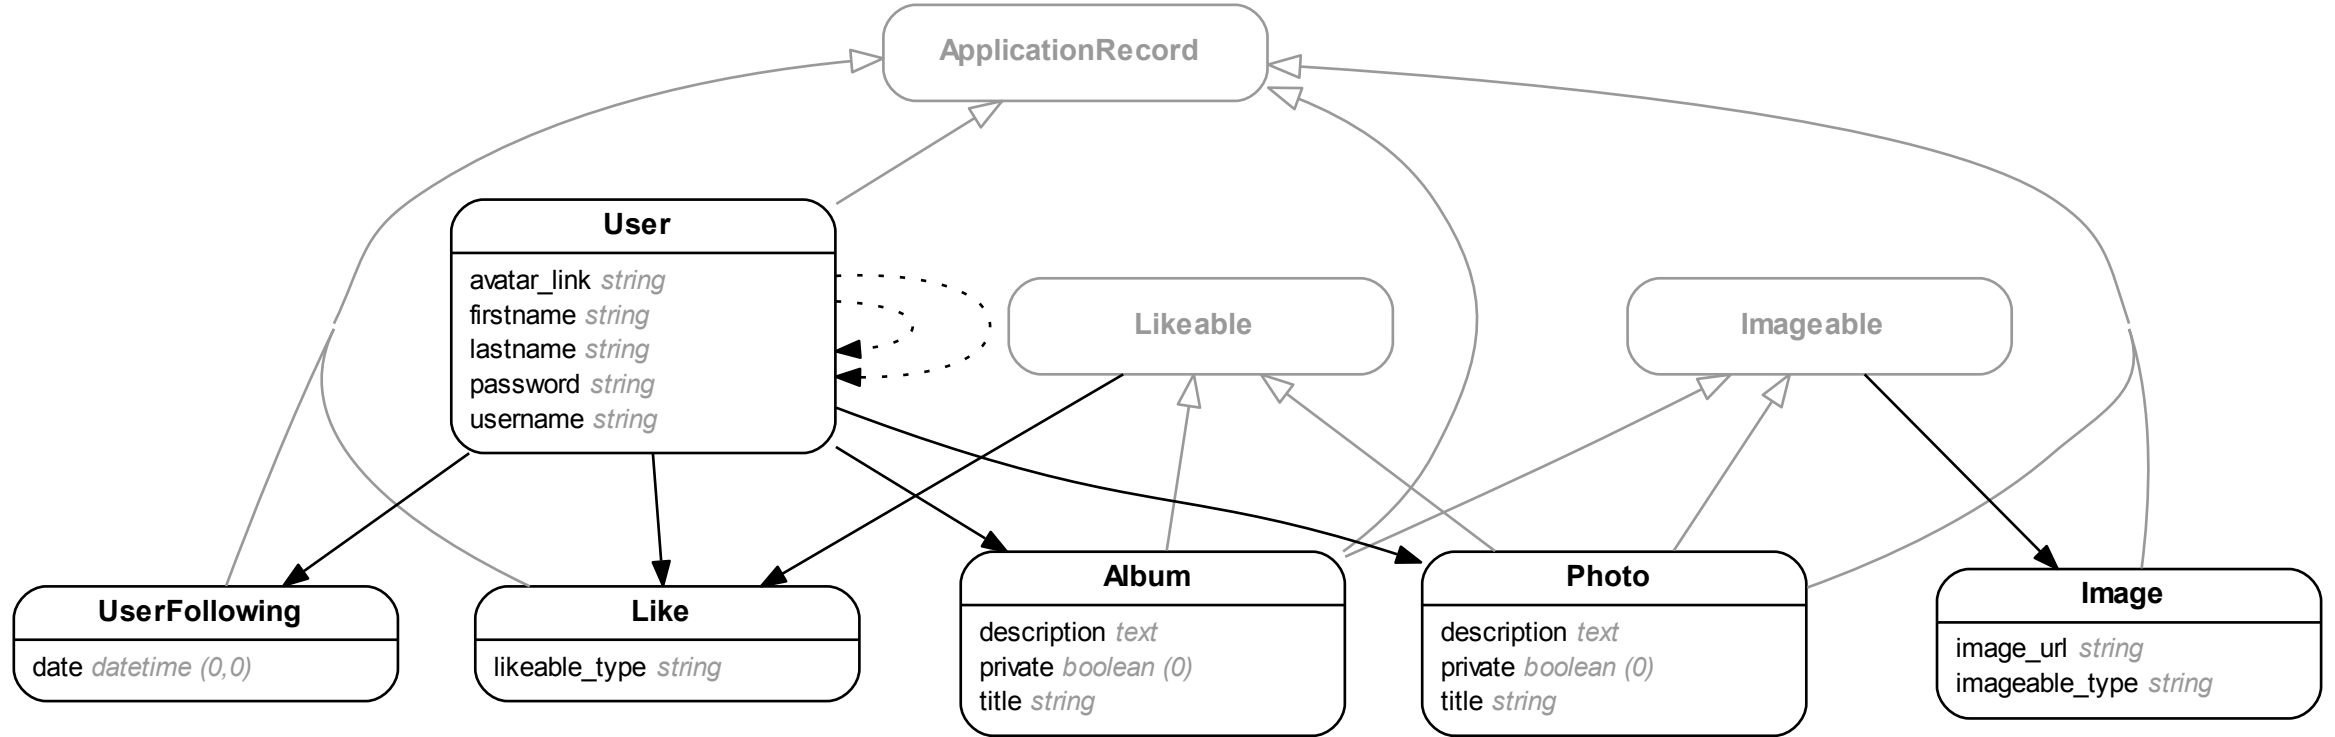 ApplicationRecord
User
avatar_link string
firstname string
lastname string
password string
username string
Likeable
Imageable
UserFollowing
date datetime (0,0)
Like
likeable_type string
Album
description text
private boolean (0)
title string
Photo
description text
private boolean (0)
title string
Image
image_url string
imageable_type string